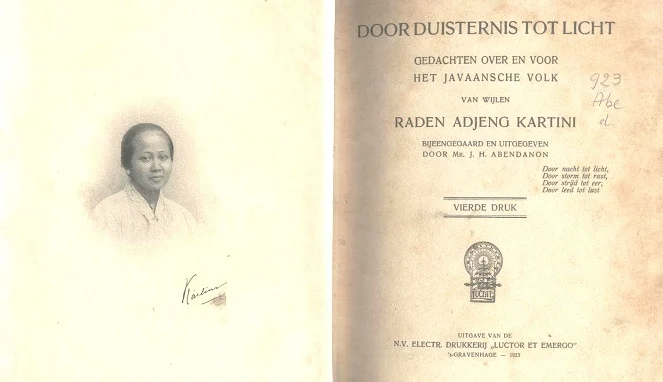 Kartini
DOOR DUISTERNIS TOT LICHT
GEDACHTEN OVER EN VOOR
HET JAVAANSCHE VOLK
VAN WIJLEN
RADEN ADJENG KARTINI
BIJEENGEGAARD EN UITGEGEVEN
DOOR MR. J. H. ABENDANON
923
Abe
d
Door nacht tot licht,
Door storm tot rust,
Door strijd tot eer,
Door leed tot lust
VIERDE DRUK
UITGAVE VAN DE
N.V. ELECTR. DRUKKERIJ „LUCTOR ET EMERGO”
'S-GRAVENHAGE — 1923